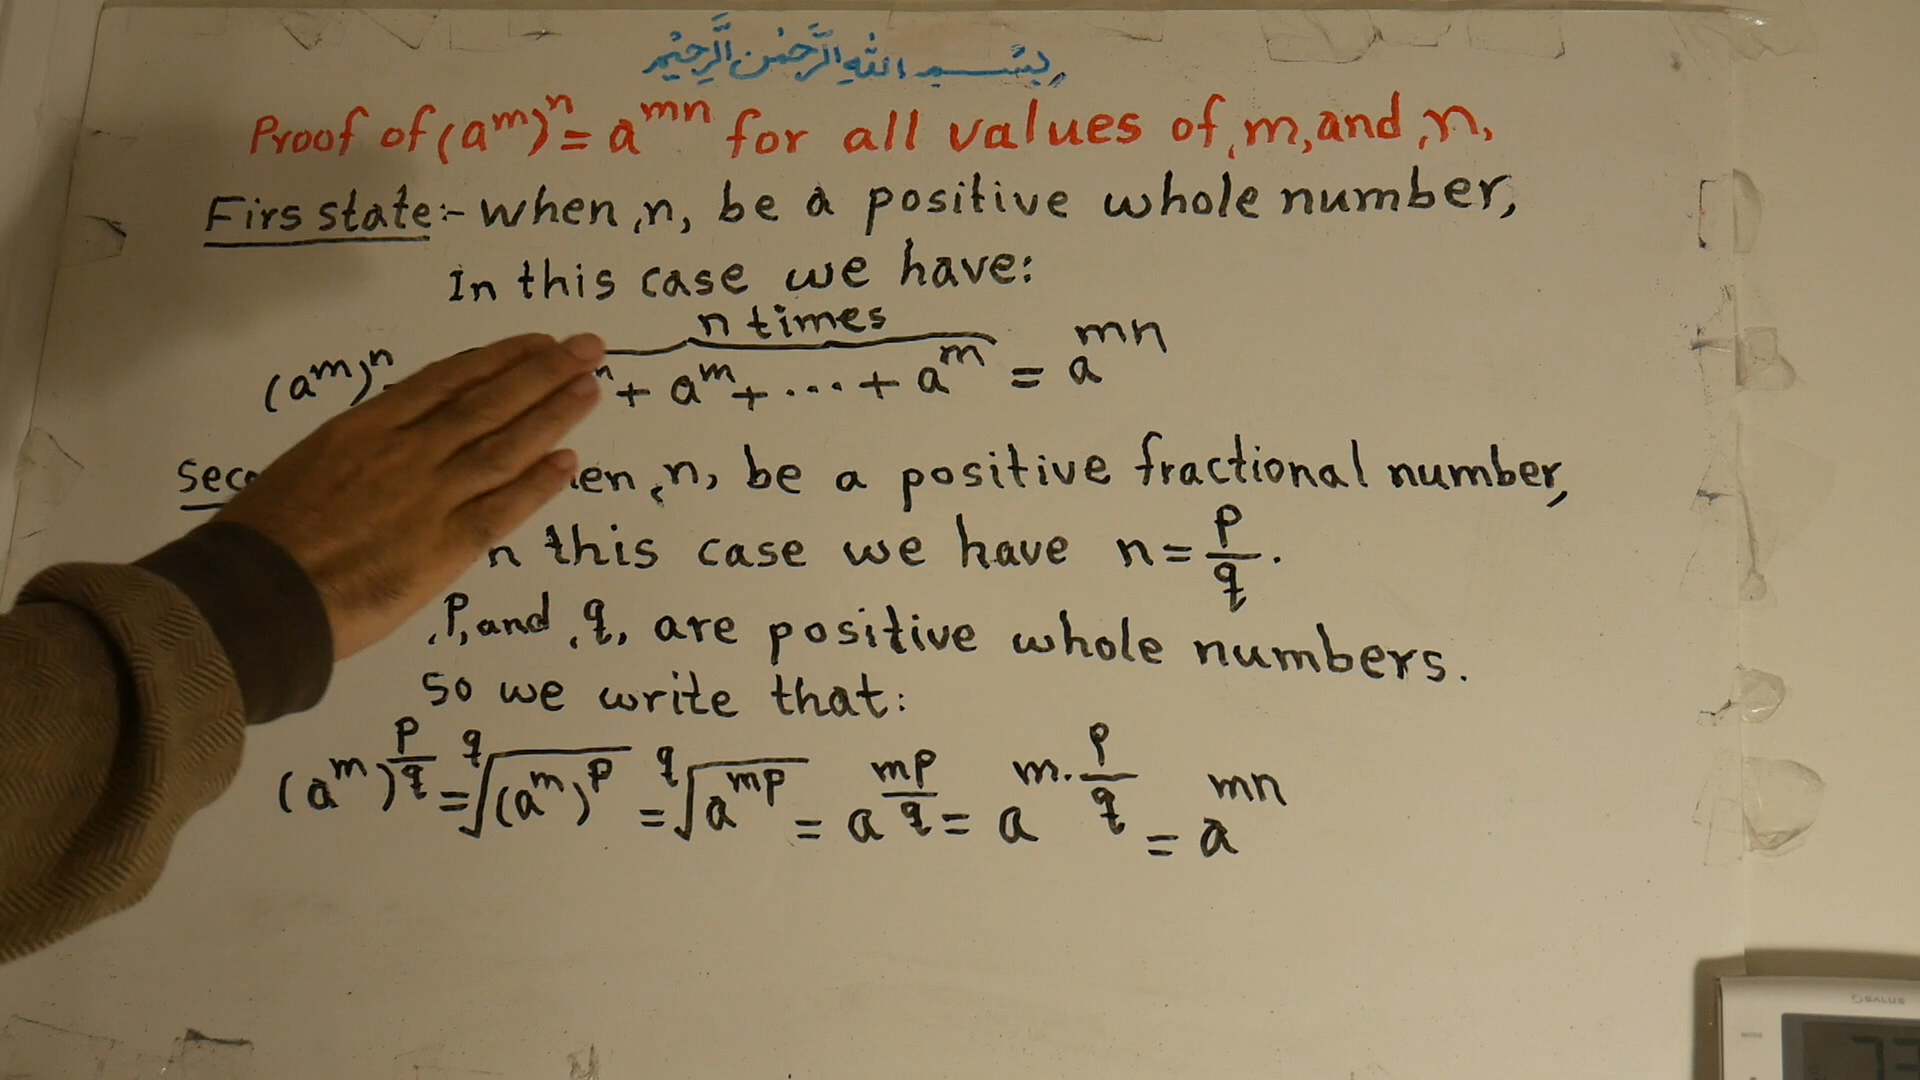 بِسْمِ اللهِ الرَّحْمٰنِ الرَّحِيْمِ
Proof of (a^m)^n = a^mn for all values of ,m, and ,n,
Firs state:- when ,n, be a positive whole number,
In this case we have:
n times
(a^m)^n + a^m + ... + a^m = a^mn
be a positive fractional number,
this case we have n = p/q.
,P, and ,q, are positive whole numbers.
So we write that:
(a^m)^p/q = q√(a^m)^p = q√a^mp = a^mp/q = a^m.p/q = a^mn
SALUS
MODE